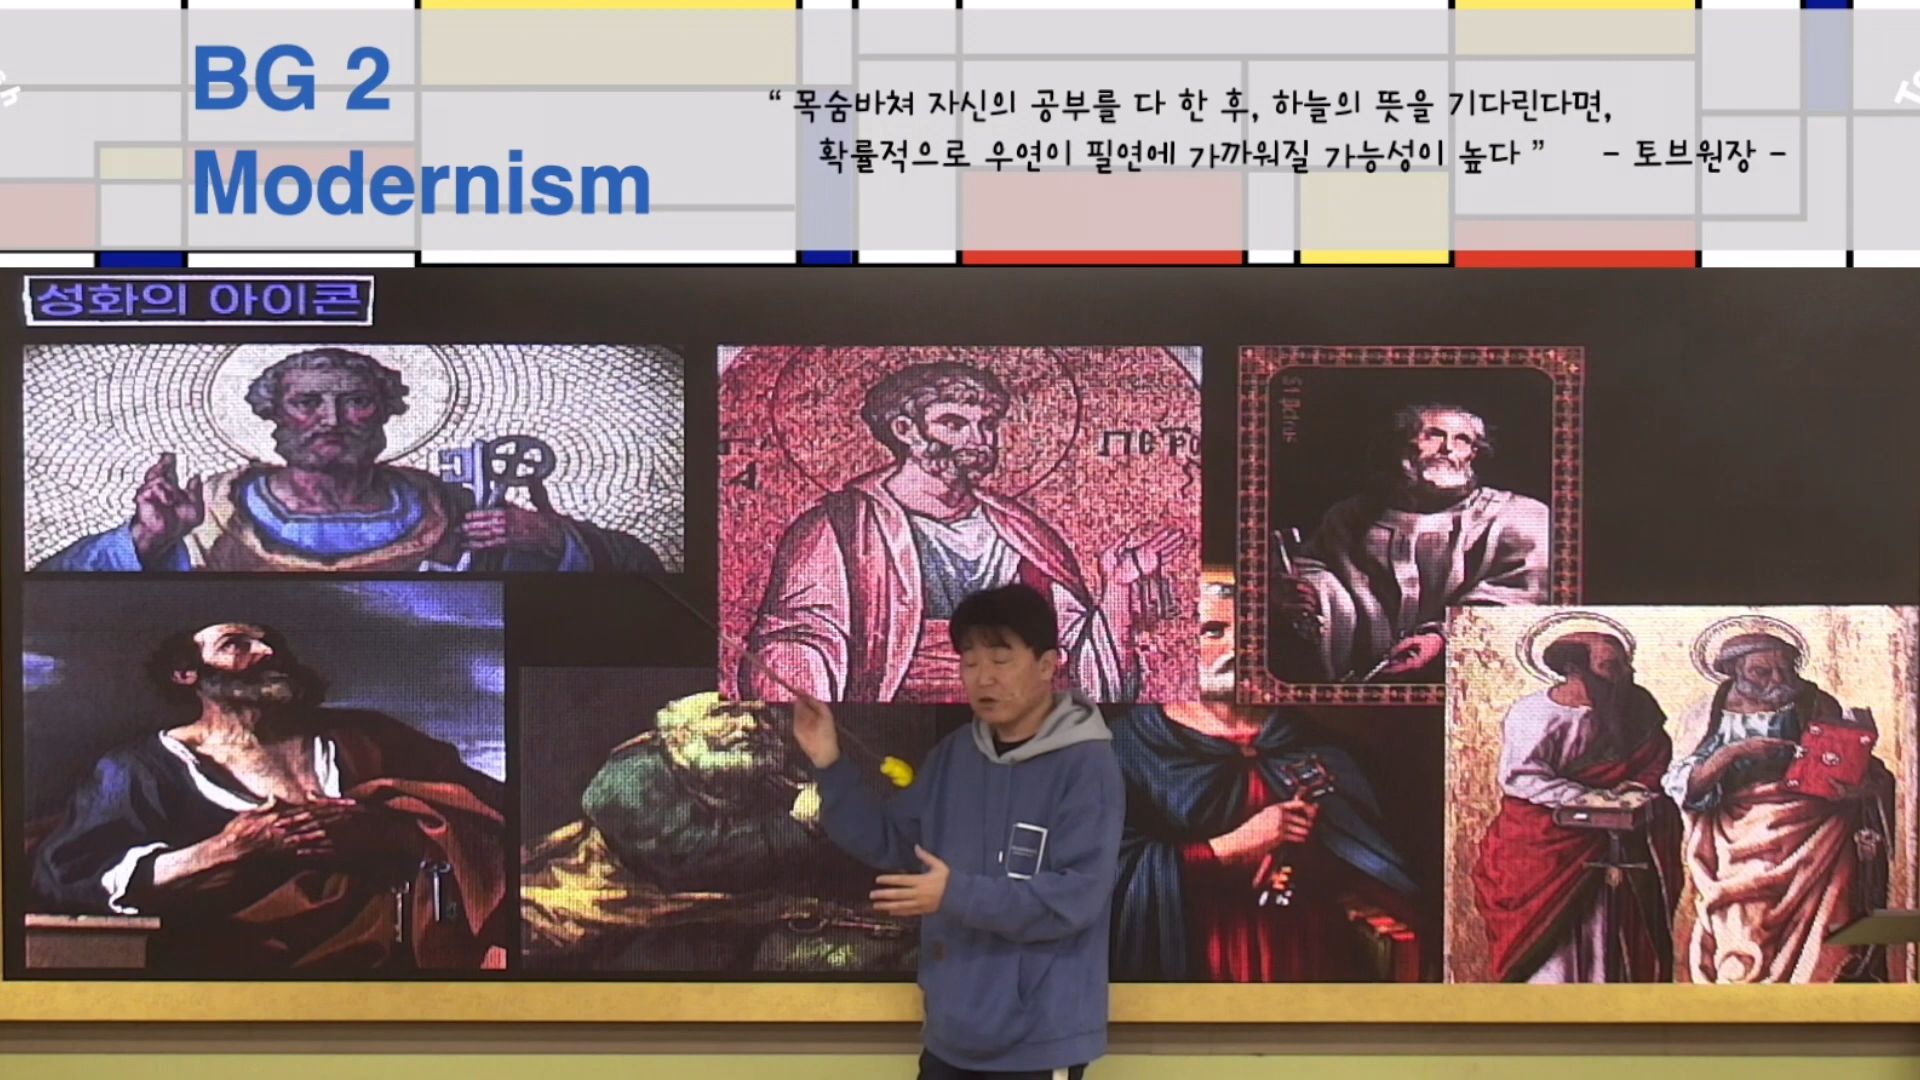 BG 2
Modernism
“ 목숨바쳐 자신의 공부를 다 한 후, 하늘의 뜻을 기다린다면,
확률적으로 우연이 필연에 가까워질 가능성이 높다 ” - 토브원장 -
성화의 아이콘